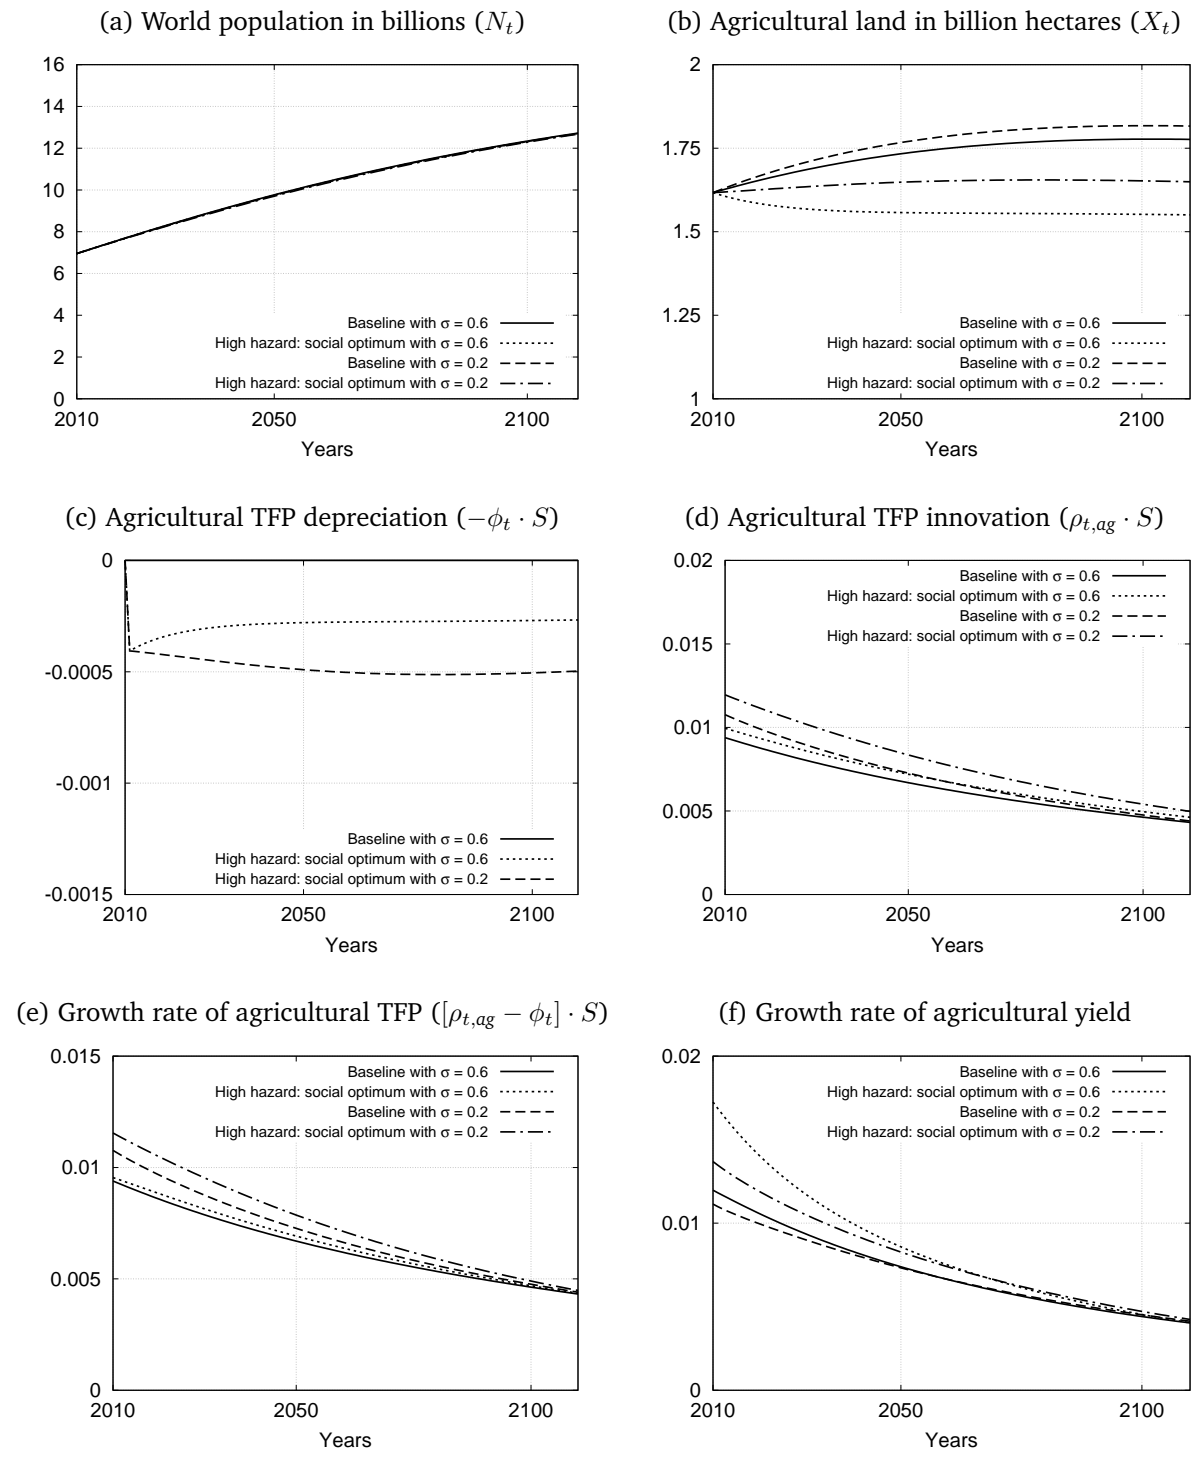 (a) World population in billions (Nₜ)
16
14
12
10
8
6
4
2
0
2010 2050 2100
Years
Baseline with σ = 0.6
High hazard: social optimum with σ = 0.6
Baseline with σ = 0.2
High hazard: social optimum with σ = 0.2
(b) Agricultural land in billion hectares (Xₜ)
2
1.75
1.5
1.25
1
2010 2050 2100
Years
Baseline with σ = 0.6
High hazard: social optimum with σ = 0.6
Baseline with σ = 0.2
High hazard: social optimum with σ = 0.2
(c) Agricultural TFP depreciation (−ϕₜ · S)
0
-0.0005
-0.001
-0.0015
2010 2050 2100
Years
Baseline with σ = 0.6
High hazard: social optimum with σ = 0.6
High hazard: social optimum with σ = 0.2
(d) Agricultural TFP innovation (ρ_{t,ag} · S)
0.02
0.015
0.01
0.005
0
2010 2050 2100
Years
Baseline with σ = 0.6
High hazard: social optimum with σ = 0.6
Baseline with σ = 0.2
High hazard: social optimum with σ = 0.2
(e) Growth rate of agricultural TFP ([ρ_{t,ag} − ϕₜ] · S)
0.015
0.01
0.005
0
2010 2050 2100
Years
Baseline with σ = 0.6
High hazard: social optimum with σ = 0.6
Baseline with σ = 0.2
High hazard: social optimum with σ = 0.2
(f) Growth rate of agricultural yield
0.02
0.01
0
2010 2050 2100
Years
Baseline with σ = 0.6
High hazard: social optimum with σ = 0.6
Baseline with σ = 0.2
High hazard: social optimum with σ = 0.2